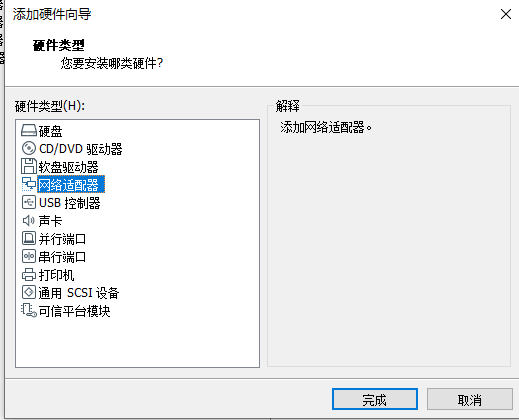 添加硬件向导
硬件类型
您要安装哪类硬件?
硬件类型(H):
硬盘
CD/DVD 驱动器
软盘驱动器
网络适配器
USB 控制器
声卡
并行端口
串行端口
打印机
通用 SCSI 设备
可信平台模块
解释
添加网络适配器。
完成
取消